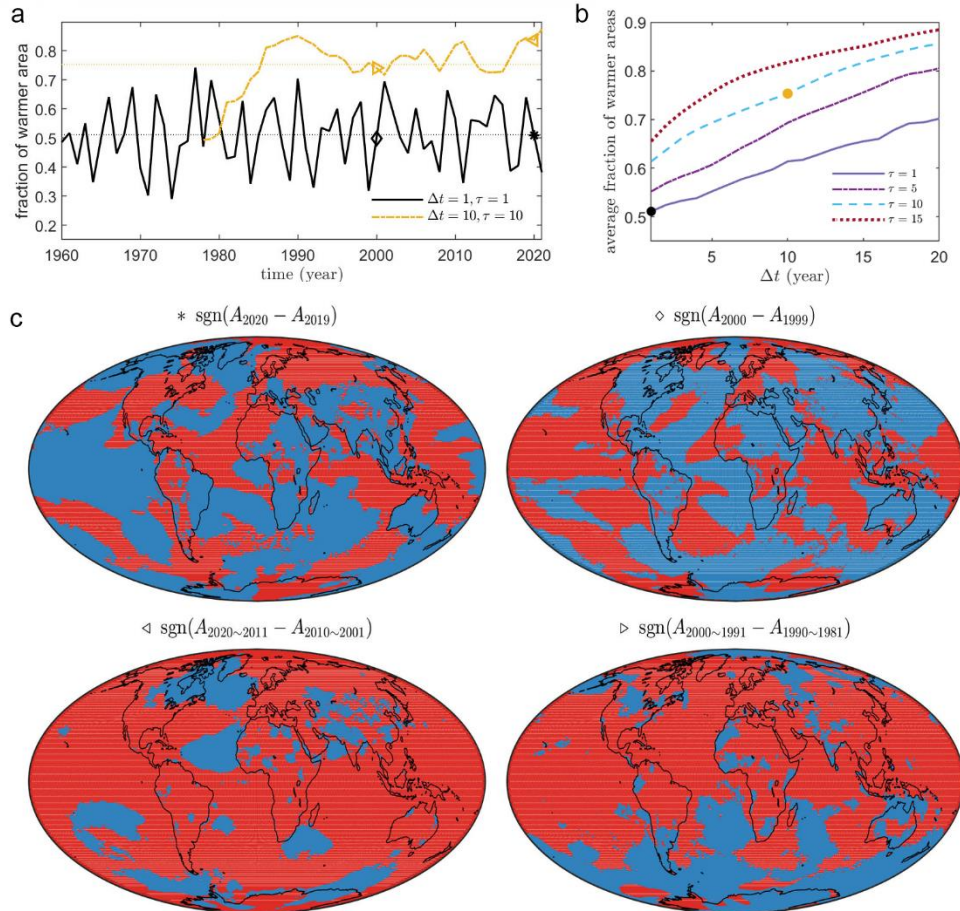 a
fraction of warmer area
0.8
0.7
0.6
0.5
0.4
0.3
0.2
Δt = 1, τ = 1
Δt = 10, τ = 10
1960 1970 1980 1990 2000 2010 2020
time (year)
b
average fraction of warmer areas
0.9
0.8
0.7
0.6
0.5
τ = 1
τ = 5
τ = 10
τ = 15
5 10 15 20
Δt (year)
c
* sgn(A2020 − A2019)
◇ sgn(A2000 − A1999)
◁ sgn(A2020∼2011 − A2010∼2001)
▷ sgn(A2000∼1991 − A1990∼1981)